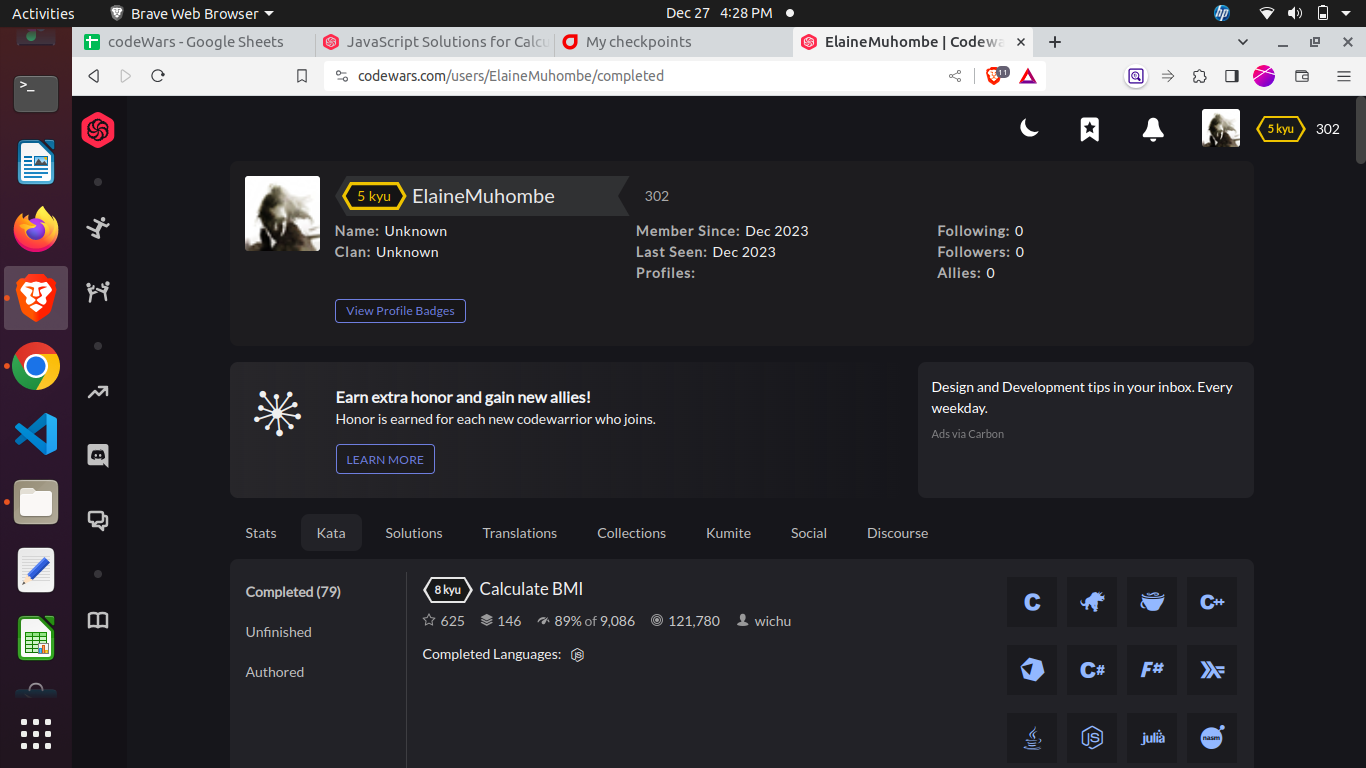 Activities
Brave Web Browser
Dec 27 4:28 PM
codeWars - Google Sheets
JavaScript Solutions for Calcu
My checkpoints
ElaineMuhombe | Codewa
codewars.com/users/ElaineMuhombe/completed
11
5 kyu
302
5 kyu
ElaineMuhombe
302
Name: Unknown
Member Since: Dec 2023
Following: 0
Clan: Unknown
Last Seen: Dec 2023
Followers: 0
Profiles:
Allies: 0
View Profile Badges
Earn extra honor and gain new allies!
Honor is earned for each new codewarrior who joins.
LEARN MORE
Design and Development tips in your inbox. Every
weekday.
Ads via Carbon
Stats
Kata
Solutions
Translations
Collections
Kumite
Social
Discourse
Completed (79)
Unfinished
Authored
8 kyu
Calculate BMI
625
146
89% of 9,086
121,780
wichu
Completed Languages:
C
C++
C#
F#
JS
julia
nasm